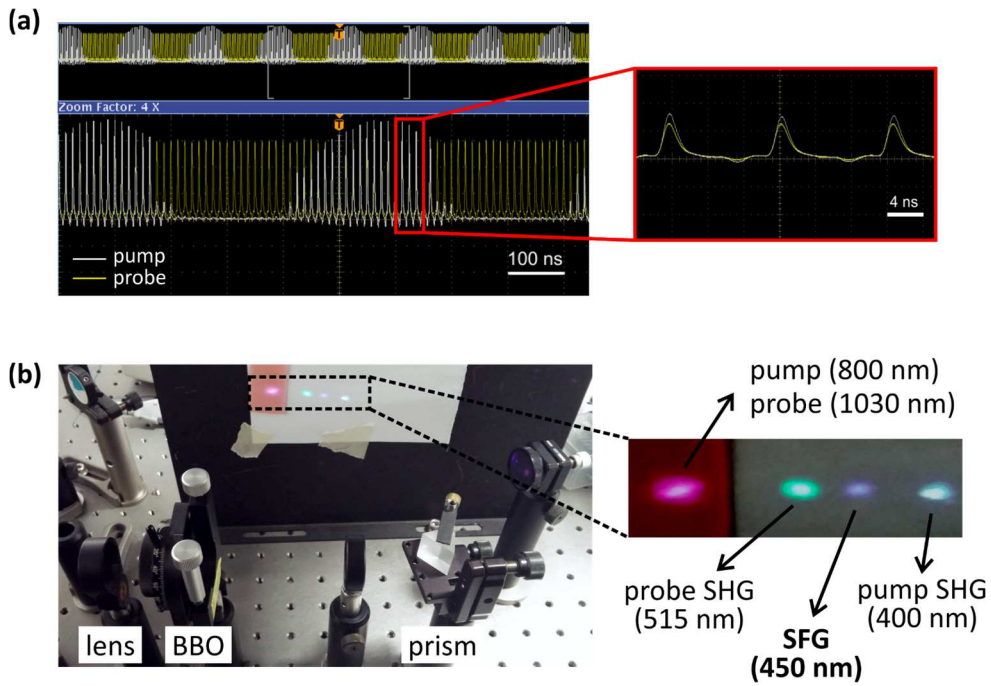 (a)
T
Zoom Factor: 4 X
T
pump
probe
100 ns
4 ns
(b)
pump (800 nm)
probe (1030 nm)
probe SHG
(515 nm)
SFG
(450 nm)
pump SHG
(400 nm)
lens
BBO
prism